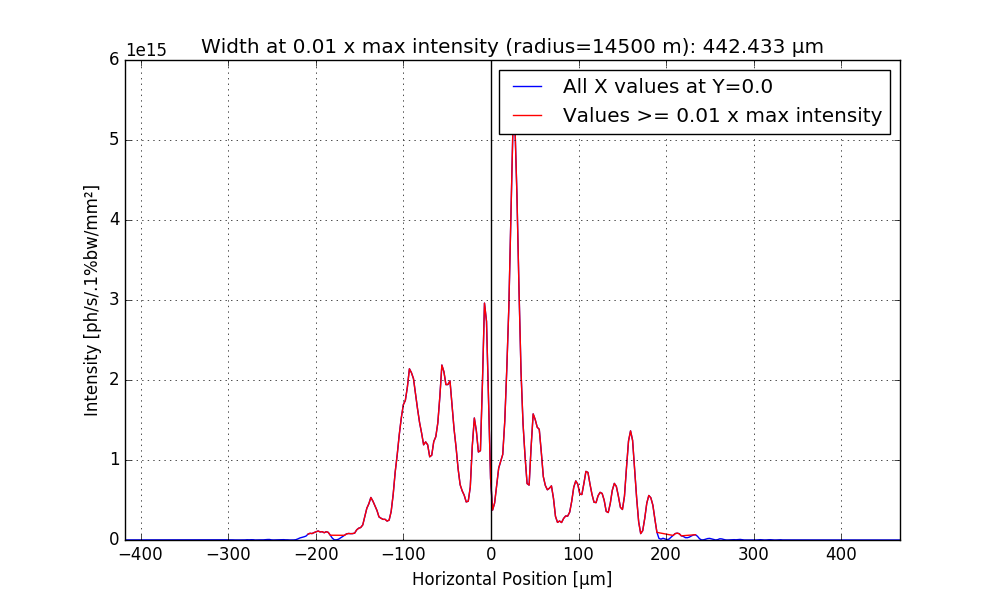 Width at 0.01 x max intensity (radius=14500 m): 442.433 µm
1e15
All X values at Y=0.0
Values >= 0.01 x max intensity
6
5
4
3
2
1
0
Intensity [ph/s/.1%bw/mm²]
−400 −300 −200 −100 0 100 200 300 400
Horizontal Position [µm]